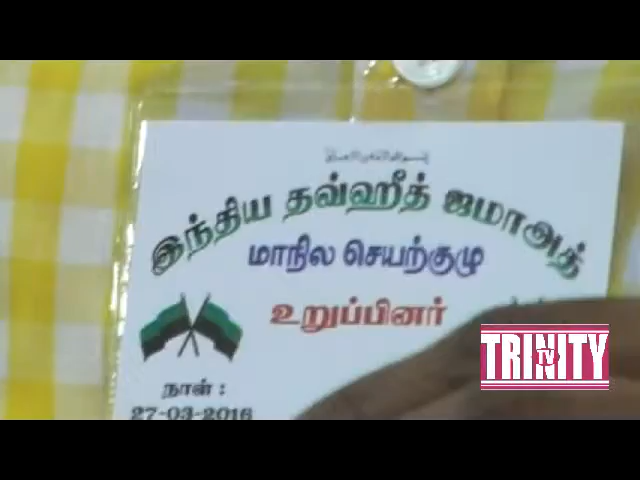 இந்திய தவ்ஹீத் ஜமாஅத்
மாநில செயற்குழு
உறுப்பினர்
நாள் :
27-03-2016
TRINITY
TV